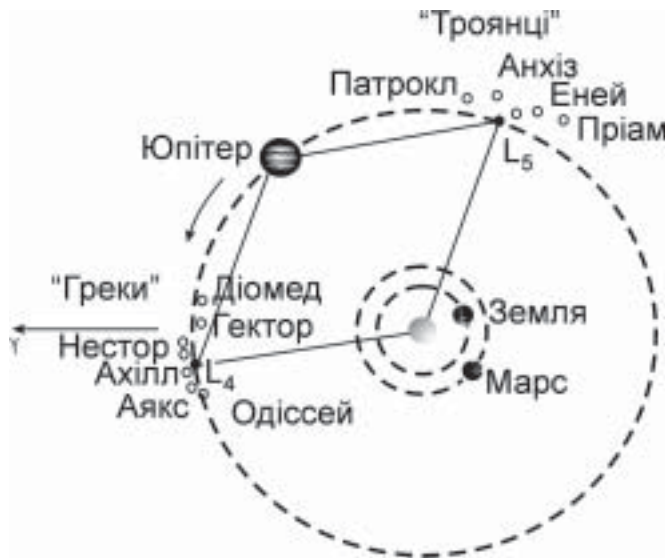 “Троянці”
Анхіз
Патрокл
Еней
Пріам
Юпітер
L5
“Греки”
Діомед
Гектор
Земля
Нестор
Ахілл
L4
Марс
Аякс
Одіссей